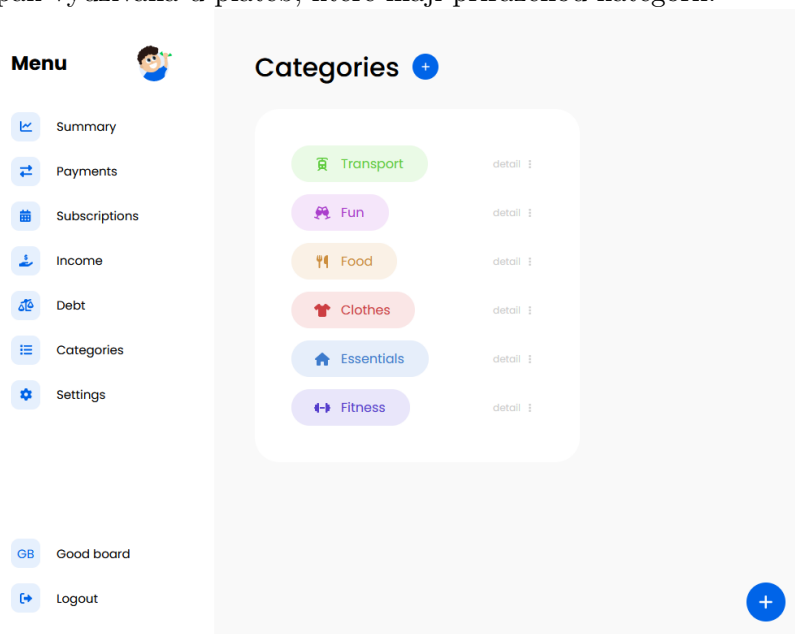 Menu
Categories +
Summary
Payments
Subscriptions
Income
Debt
Categories
Settings
GB Good board
Logout
Transport detail
Fun detail
Food detail
Clothes detail
Essentials detail
Fitness detail
+